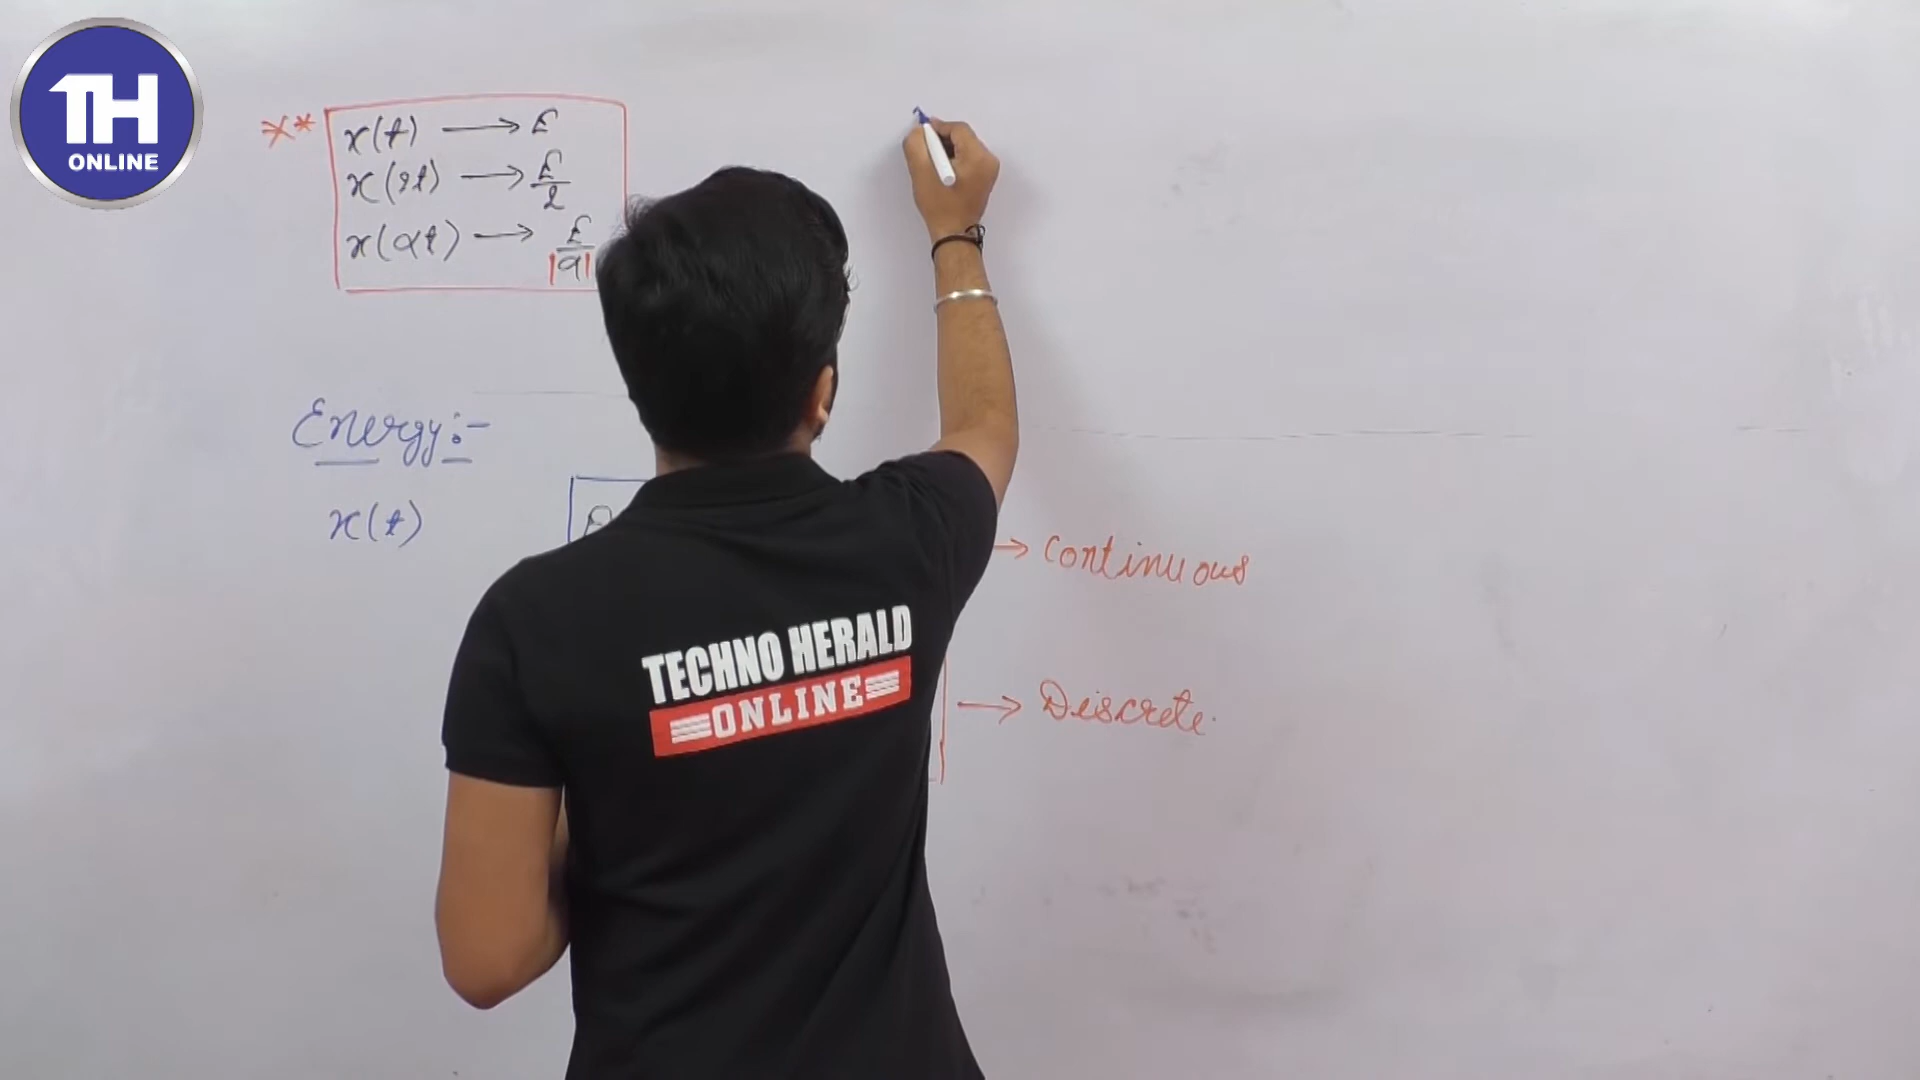 TH
ONLINE
** x(t) → E
x(2t) → E/2
x(at) → E/|a|
Energy:-
x(t)
→ Continuous
→ Discrete.
TECHNO HERALD
ONLINE